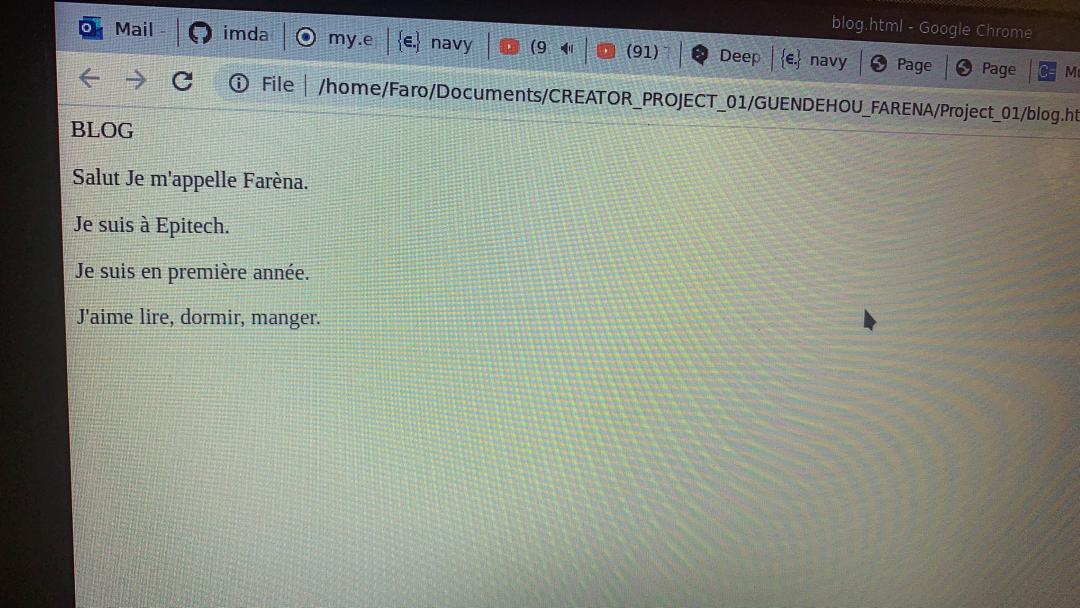 blog.html - Google Chrome
Mail
imda
my.e
{ε.} navy
(9
(91)
Deep
{ε.} navy
Page
Page
File
/home/Faro/Documents/CREATOR_PROJECT_01/GUENDEHOU_FARENA/Project_01/blog.ht
BLOG
Salut Je m'appelle Farèna.
Je suis à Epitech.
Je suis en première année.
J'aime lire, dormir, manger.